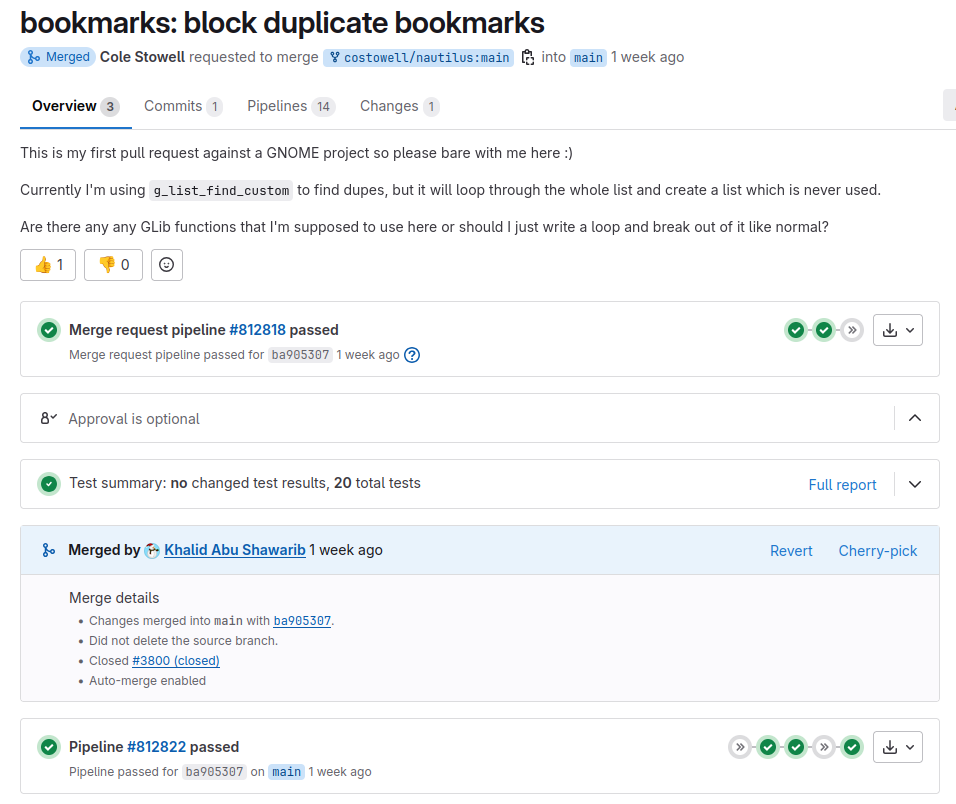 bookmarks: block duplicate bookmarks
Merged Cole Stowell requested to merge costowell/nautilus:main into main 1 week ago
Overview 3 Commits 1 Pipelines 14 Changes 1
This is my first pull request against a GNOME project so please bare with me here :)
Currently I'm using g_list_find_custom to find dupes, but it will loop through the whole list and create a list which is never used.
Are there any any GLib functions that I'm supposed to use here or should I just write a loop and break out of it like normal?
👍 1 👎 0
Merge request pipeline #812818 passed
Merge request pipeline passed for ba905307 1 week ago
Approval is optional
Test summary: no changed test results, 20 total tests Full report
Merged by Khalid Abu Shawarib 1 week ago Revert Cherry-pick
Merge details
• Changes merged into main with ba905307.
• Did not delete the source branch.
• Closed #3800 (closed)
• Auto-merge enabled
Pipeline #812822 passed
Pipeline passed for ba905307 on main 1 week ago